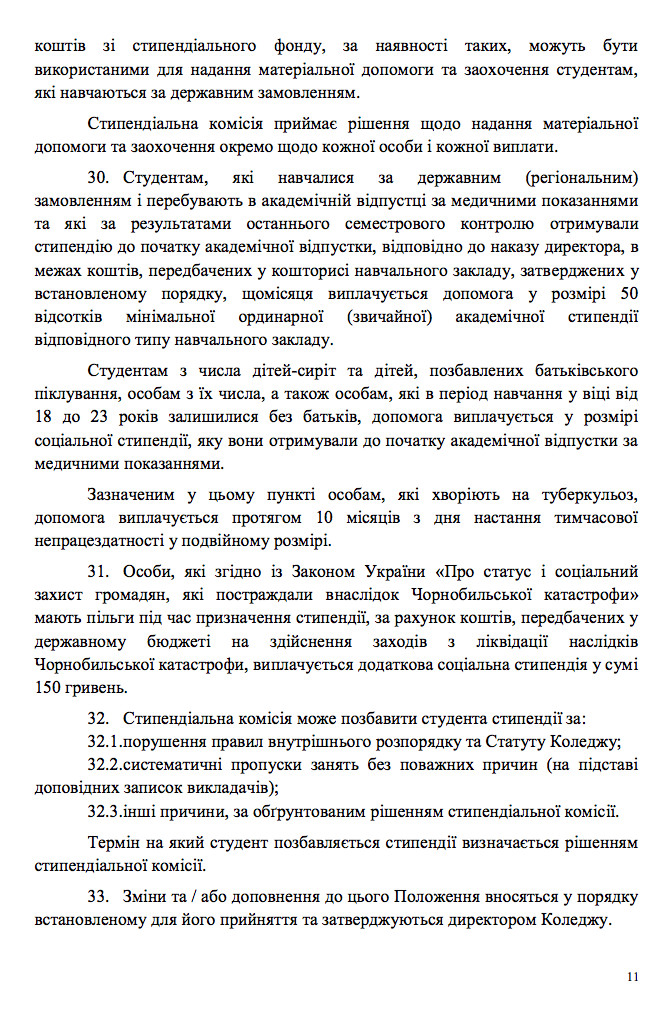 коштів зі стипендіального фонду, за наявності таких, можуть бути
використаними для надання матеріальної допомоги та заохочення студентам,
які навчаються за державним замовленням.
Стипендіальна комісія приймає рішення щодо надання матеріальної
допомоги та заохочення окремо щодо кожної особи і кожної виплати.
30. Студентам, які навчалися за державним (регіональним)
замовленням і перебувають в академічній відпустці за медичними показаннями
та які за результатами останнього семестрового контролю отримували
стипендію до початку академічної відпустки, відповідно до наказу директора, в
межах коштів, передбачених у кошторисі навчального закладу, затверджених у
встановленому порядку, щомісяця виплачується допомога у розмірі 50
відсотків мінімальної ординарної (звичайної) академічної стипендії
відповідного типу навчального закладу.
Студентам з числа дітей-сиріт та дітей, позбавлених батьківського
піклування, особам з їх числа, а також особам, які в період навчання у віці від
18 до 23 років залишилися без батьків, допомога виплачується у розмірі
соціальної стипендії, яку вони отримували до початку академічної відпустки за
медичними показаннями.
Зазначеним у цьому пункті особам, які хворіють на туберкульоз,
допомога виплачується протягом 10 місяців з дня настання тимчасової
непрацездатності у подвійному розмірі.
31. Особи, які згідно із Законом України «Про статус і соціальний
захист громадян, які постраждали внаслідок Чорнобильської катастрофи»
мають пільги під час призначення стипендії, за рахунок коштів, передбачених у
державному бюджеті на здійснення заходів з ліквідації наслідків
Чорнобильської катастрофи, виплачується додаткова соціальна стипендія у сумі
150 гривень.
32. Стипендіальна комісія може позбавити студента стипендії за:
32.1.порушення правил внутрішнього розпорядку та Статуту Коледжу;
32.2.систематичні пропуски занять без поважних причин (на підставі
доповідних записок викладачів);
32.3.інші причини, за обґрунтованим рішенням стипендіальної комісії.
Термін на який студент позбавляється стипендії визначається рішенням
стипендіальної комісії.
33. Зміни та / або доповнення до цього Положення вносяться у порядку
встановленому для його прийняття та затверджуються директором Коледжу.
11